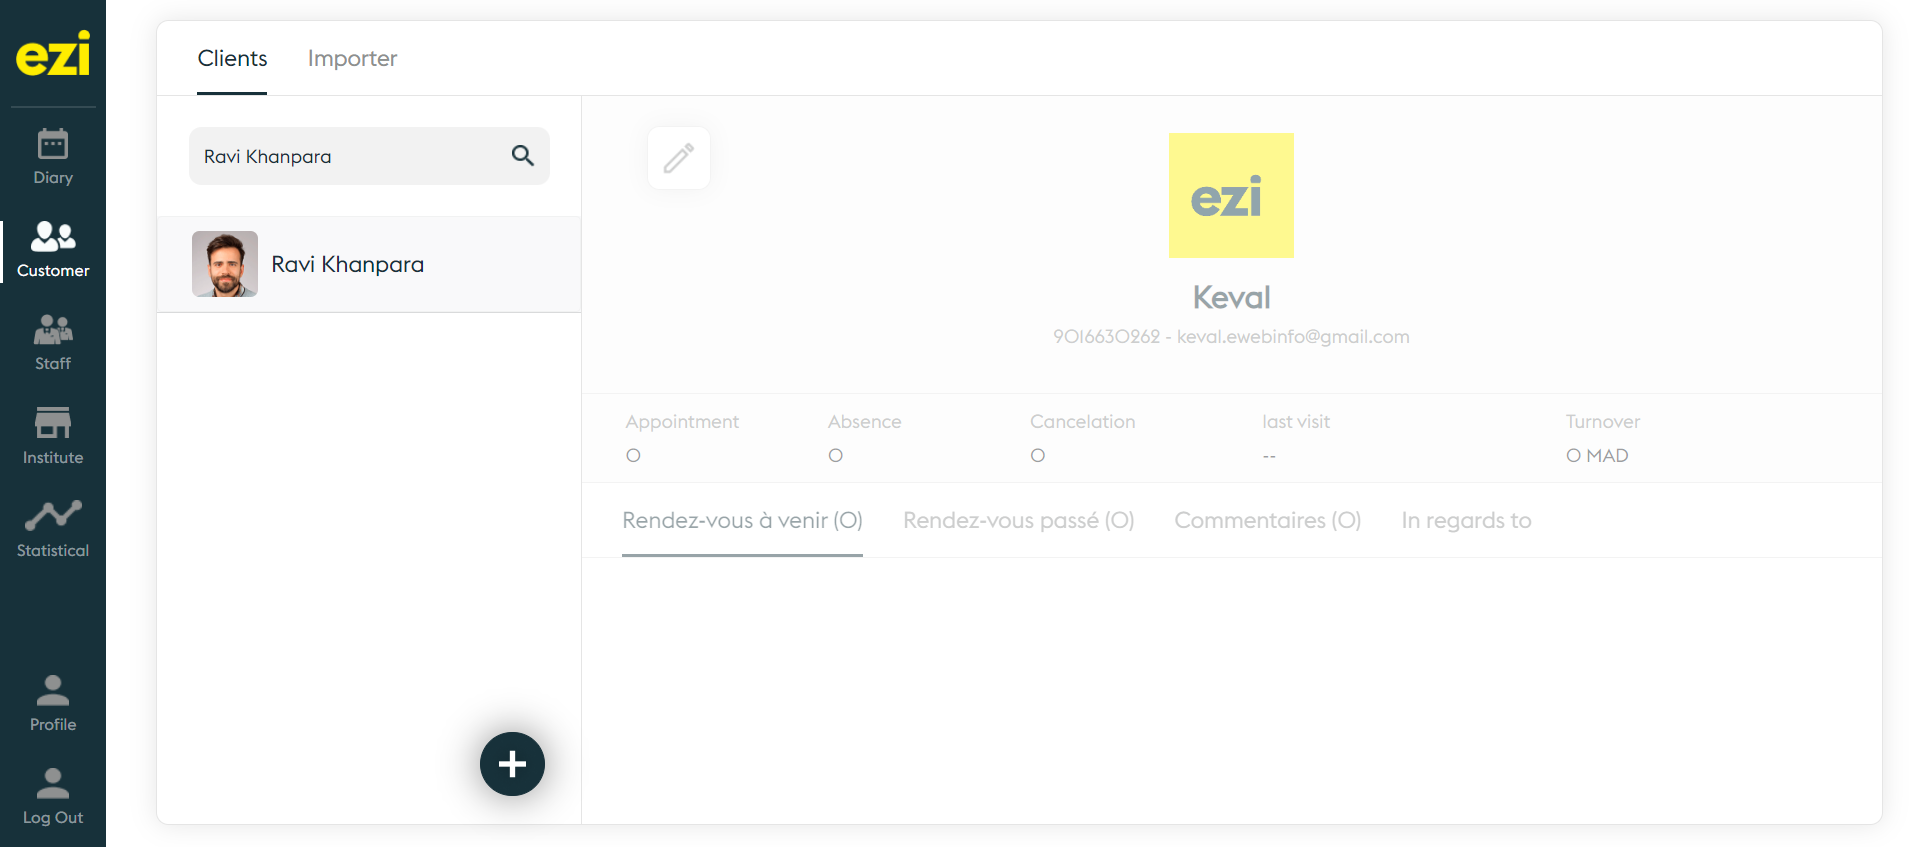 ezi
Diary
Customer
Staff
Institute
Statistical
Profile
Log Out
Clients Importer
Ravi Khanpara
Ravi Khanpara
ezi
Keval
9016630262 - keval.ewebinfo@gmail.com
Appointment Absence Cancelation last visit Turnover
0 0 0 -- 0 MAD
Rendez-vous à venir (0) Rendez-vous passé (0) Commentaires (0) In regards to